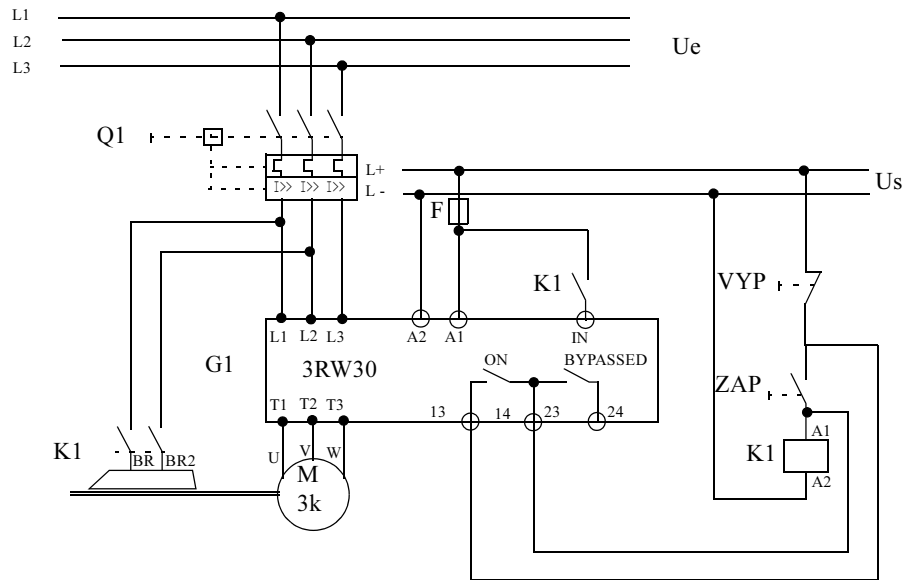 L1
L2
Ue
L3
Q1
L+
I>> I>> I>>
L -
Us
F
VYP
K1
L1 L2 L3
A2 A1
IN
G1
3RW30
ON
BYPASSED
ZAP
T1 T2 T3
13
14
23
24
K1
BR BR2
U
V
W
K1
A1
A2
M
3k